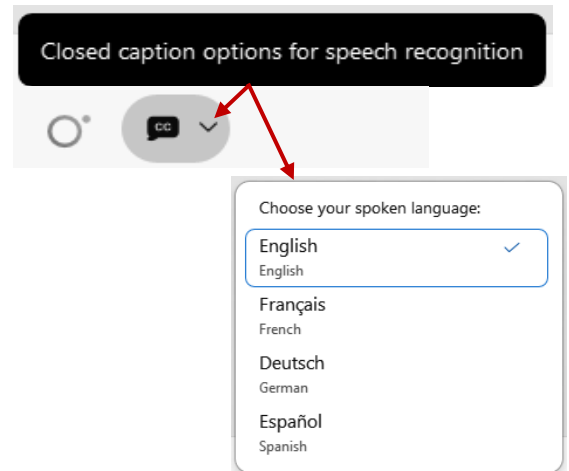 Closed caption options for speech recognition
CC
Choose your spoken language:
English
English
Français
French
Deutsch
German
Español
Spanish